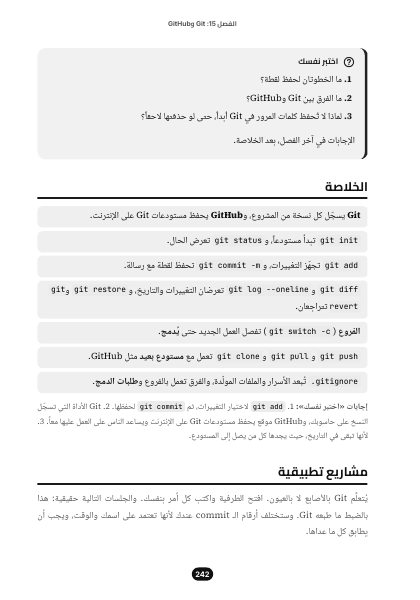 الفصل 15: Git وGitHub
اختبر نفسك
1. ما الخطوتان لحفظ لقطة؟
2. ما الفرق بين Git وGitHub؟
3. لماذا لا تُحفظ كلمات المرور في Git أبداً، حتى لو حذفتها لاحقاً؟
الإجابات في آخر الفصل، بعد الخلاصة.
الخلاصة
Git يسجّل كل نسخة من المشروع، وGitHub يحفظ مستودعات Git على الإنترنت.
git init تبدأ مستودعاً، و git status تعرض الحال.
git add تجهّز التغييرات، و git commit -m تحفظ لقطة مع رسالة.
git diff و git log --oneline تعرضان التغييرات والتاريخ، و git restore و git
revert تتراجعان.
الفروع ( git switch -c ) تفصل العمل الجديد حتى يُدمج.
git push و git pull و git clone تعمل مع مستودع بعيد مثل GitHub.
.gitignore تُبعد الأسرار والملفات المولّدة، والفرق تعمل بالفروع وطلبات الدمج.
إجابات «اختبر نفسك»: 1. git add لاختيار التغييرات، ثم git commit لحفظها. 2. Git الأداة التي تسجّل
النسخ على حاسوبك، وGitHub موقع يحفظ مستودعات Git على الإنترنت ويساعد الناس على العمل عليها معاً. 3.
لأنها تبقى في التاريخ، حيث يجدها كل من يصل إلى المستودع.
مشاريع تطبيقية
يُتعلّم Git بالأصابع لا بالعيون. افتح الطرفية واكتب كل أمر بنفسك. والجلسات التالية حقيقية: هذا
بالضبط ما طبعه Git. وستختلف أرقام الـ commit عندك لأنها تعتمد على اسمك والوقت، ويجب أن
يطابق كل ما عداها.
242